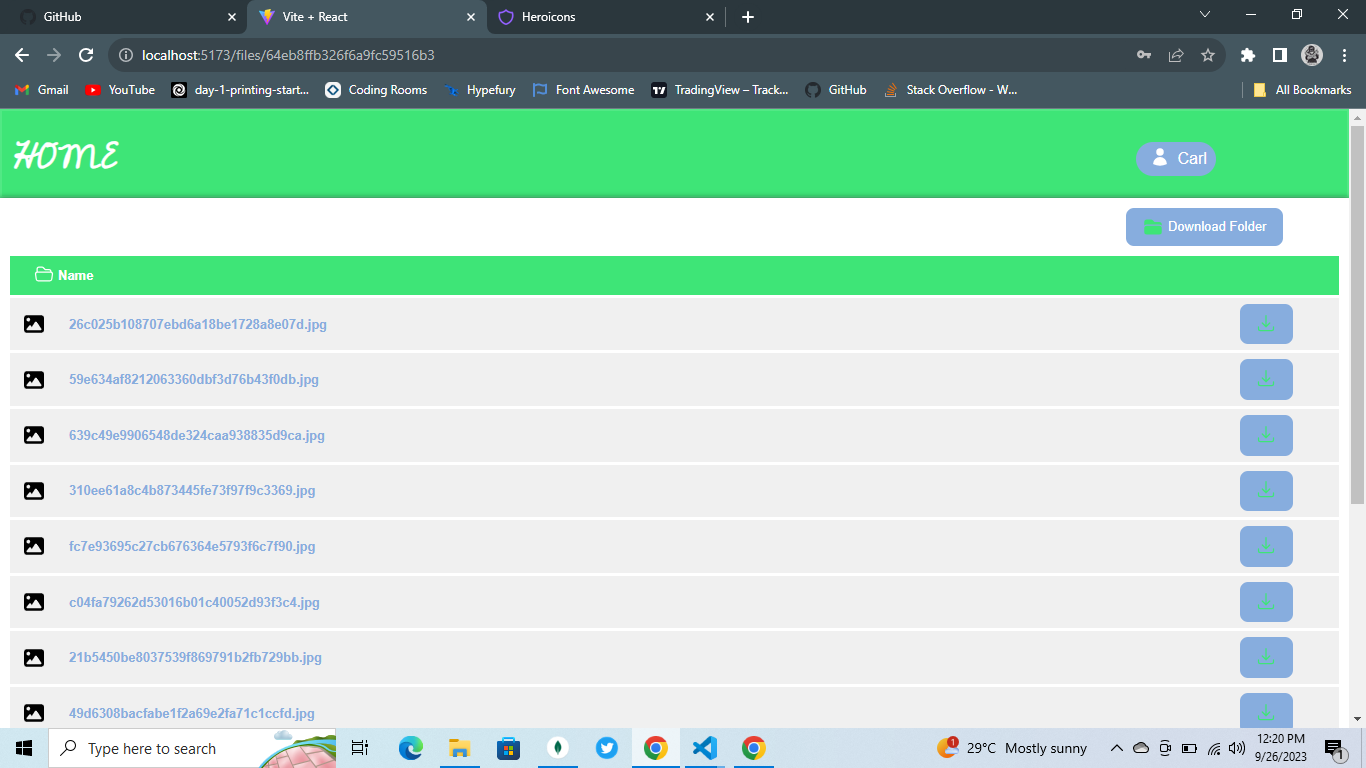 GitHub
Vite + React
Heroicons
localhost:5173/files/64eb8ffb326f6a9fc59516b3
Gmail
YouTube
day-1-printing-start...
Coding Rooms
Hypefury
Font Awesome
TradingView – Track...
GitHub
Stack Overflow - W...
All Bookmarks
HOME
Carl
Download Folder
Name
26c025b108707ebd6a18be1728a8e07d.jpg
59e634af8212063360dbf3d76b43f0db.jpg
639c49e9906548de324caa938835d9ca.jpg
310ee61a8c4b873445fe73f97f9c3369.jpg
fc7e93695c27cb676364e5793f6c7f90.jpg
c04fa79262d53016b01c40052d93f3c4.jpg
21b5450be8037539f869791b2fb729bb.jpg
49d6308bacfabe1f2a69e2fa71c1ccfd.jpg
Type here to search
1
29°C Mostly sunny
12:20 PM
9/26/2023
1